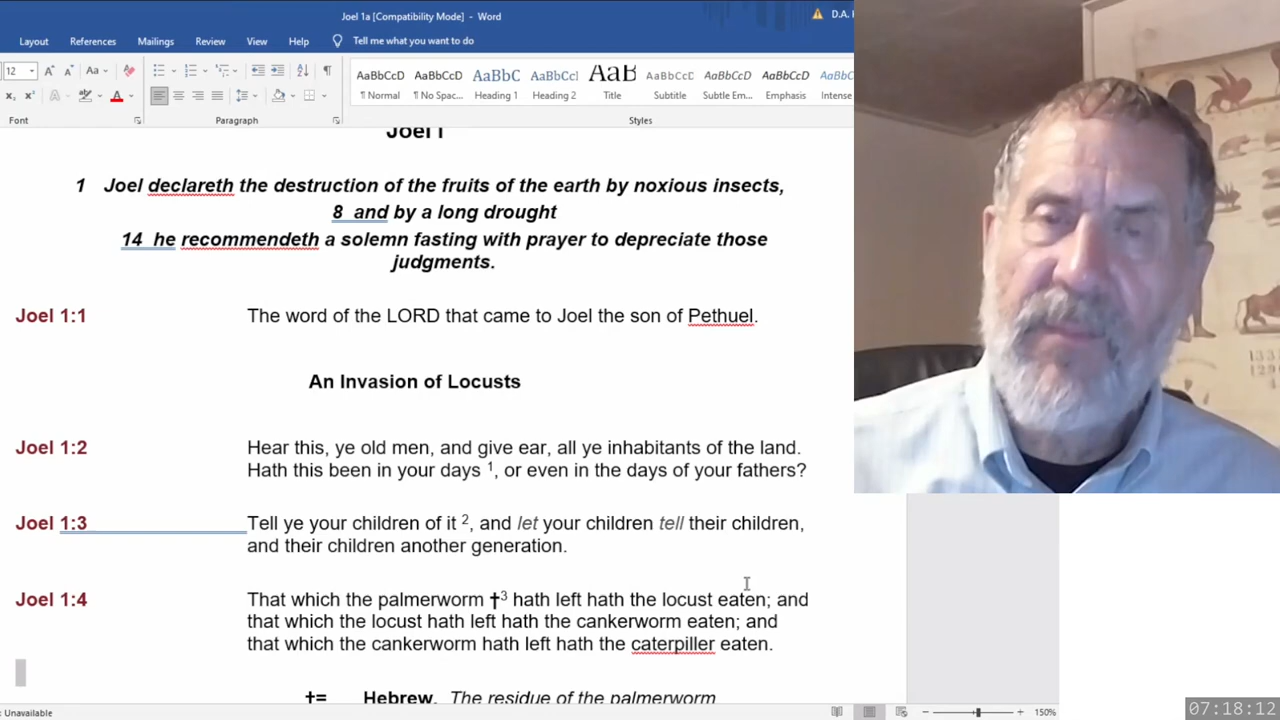 Joel 1a [Compatibility Mode] - Word
D.A.
Layout References Mailings Review View Help Tell me what you want to do
12
AaBbCcD AaBbCcD AaBbC AaBbCcl AaB AaBbCcD AaBbCcD AaBbCcD AaBbCc
¶ Normal ¶ No Spac... Heading 1 Heading 2 Title Subtitle Subtle Em... Emphasis Intense
Font Paragraph Styles
Joel 1
1 Joel declareth the destruction of the fruits of the earth by noxious insects,
8 and by a long drought
14 he recommendeth a solemn fasting with prayer to depreciate those
judgments.
Joel 1:1 The word of the LORD that came to Joel the son of Pethuel.
An Invasion of Locusts
Joel 1:2 Hear this, ye old men, and give ear, all ye inhabitants of the land.
Hath this been in your days 1, or even in the days of your fathers?
Joel 1:3 Tell ye your children of it 2, and let your children tell their children,
and their children another generation.
Joel 1:4 That which the palmerworm †3 hath left hath the locust eaten; and
that which the locust hath left hath the cankerworm eaten; and
that which the cankerworm hath left hath the caterpiller eaten.
†= Hebrew. The residue of the palmerworm
Unavailable
150%
07:18:12